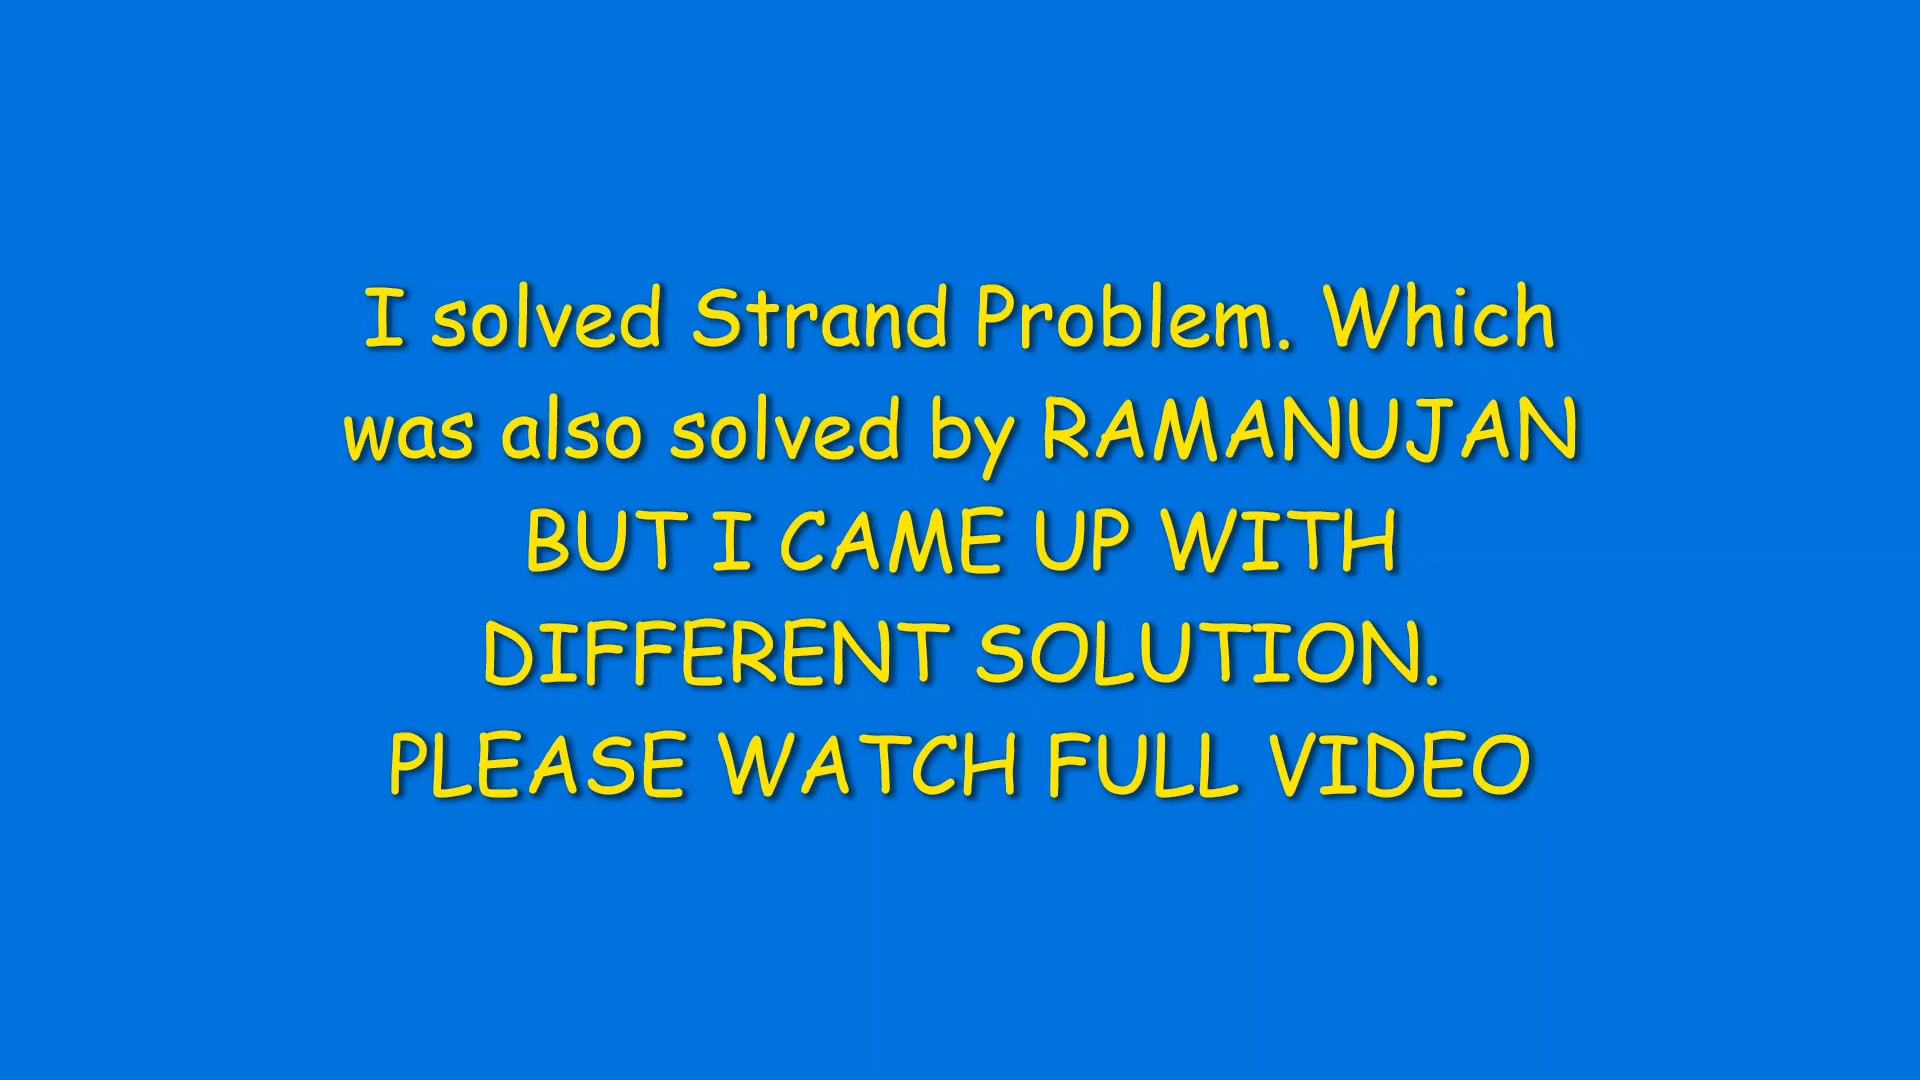 I solved Strand Problem. Which
was also solved by RAMANUJAN
BUT I CAME UP WITH
DIFFERENT SOLUTION.
PLEASE WATCH FULL VIDEO